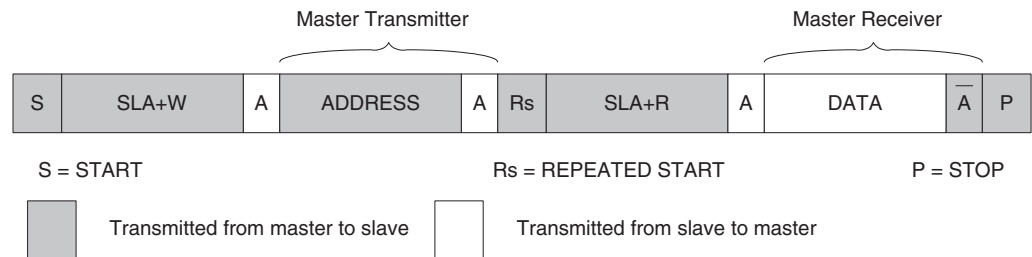 Master Transmitter Master Receiver
S SLA+W A ADDRESS A Rs SLA+R A DATA A̅ P
S = START Rs = REPEATED START P = STOP
Transmitted from master to slave Transmitted from slave to master